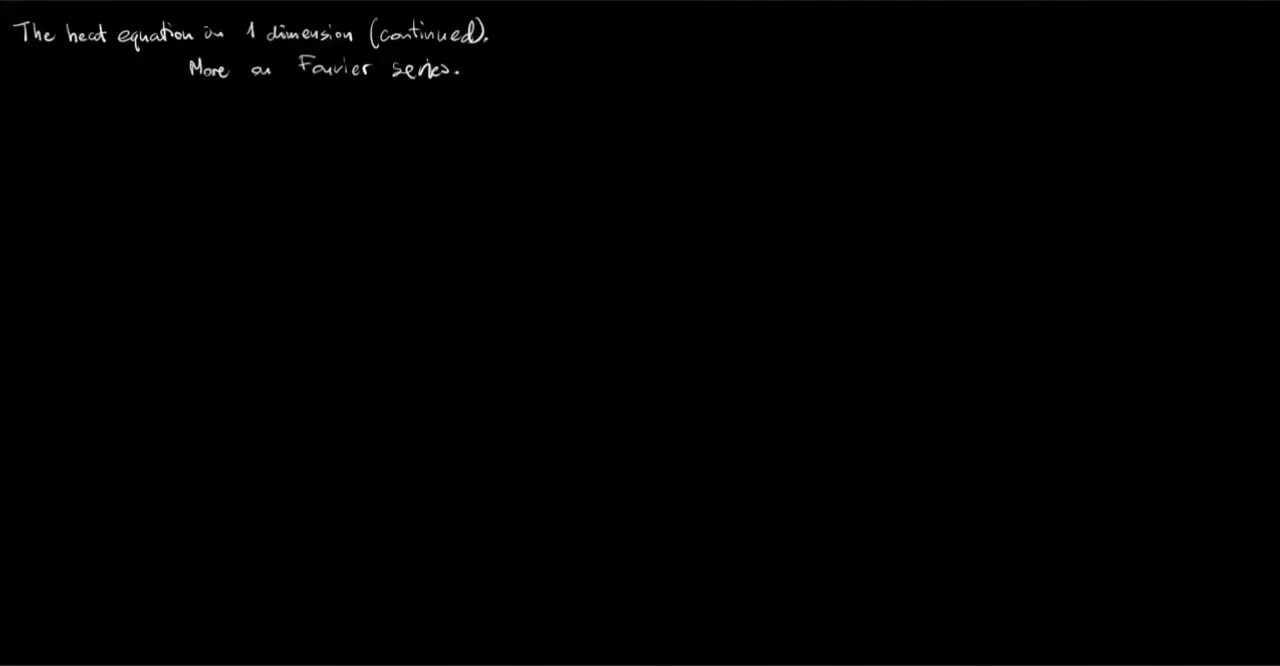 The heat equation in 1 dimension (continued).
More on Fourier series.